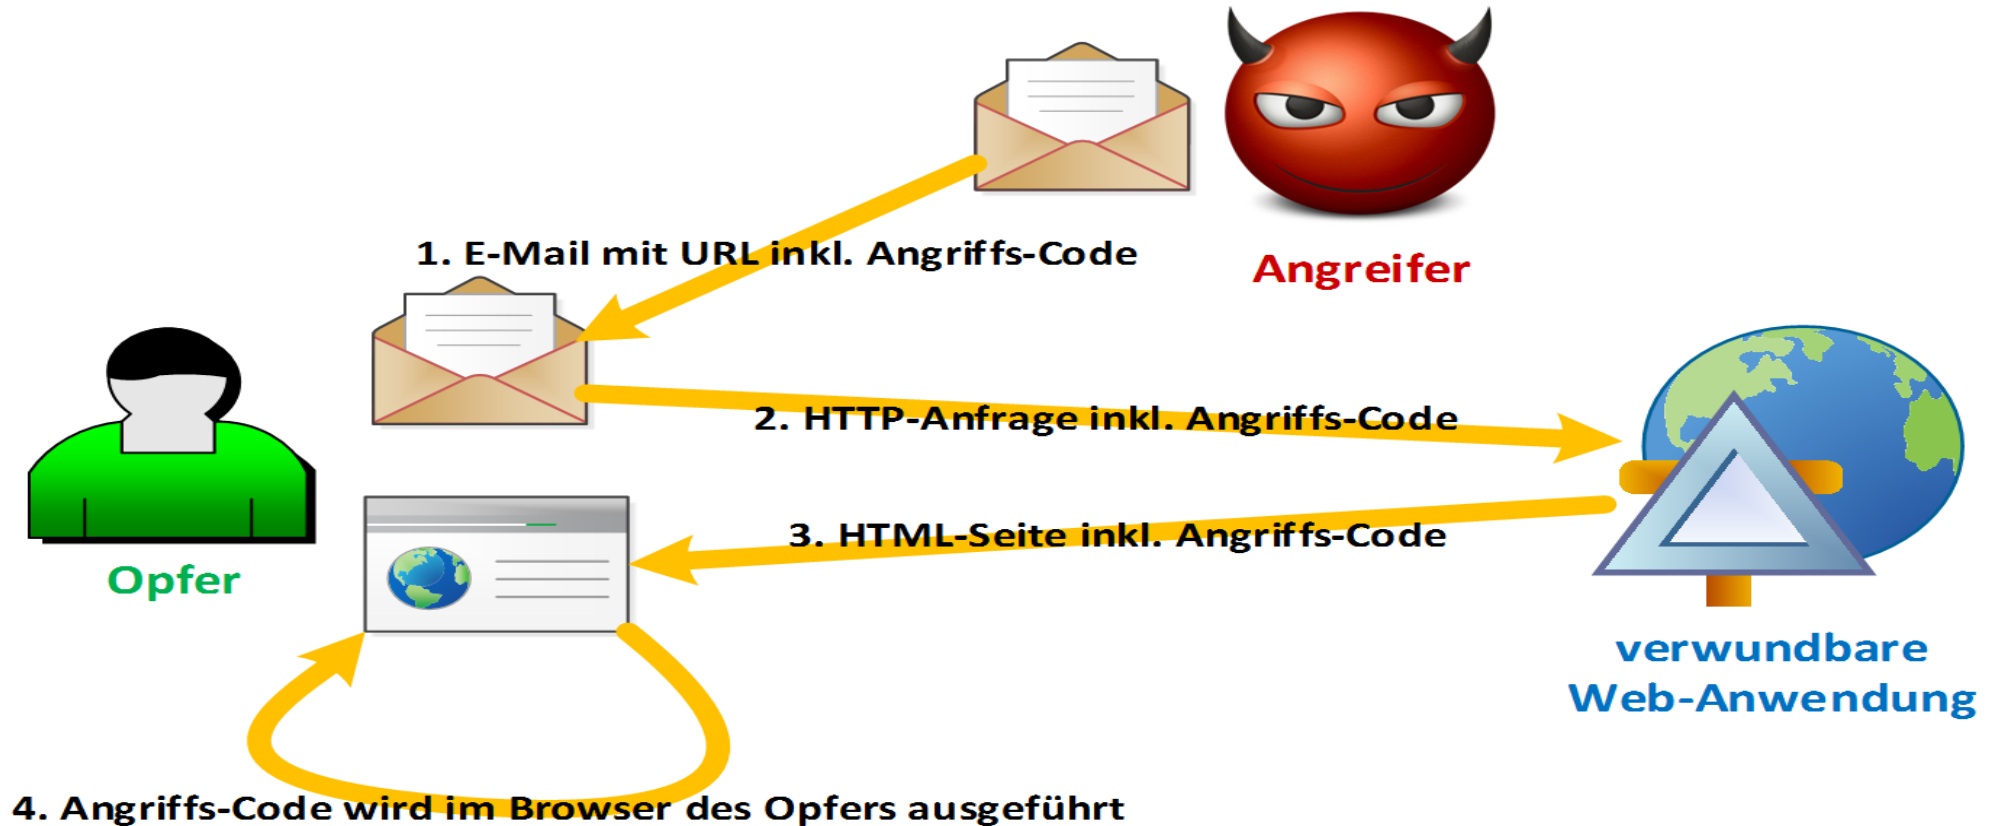 1. E-Mail mit URL inkl. Angriffs-Code
Angreifer
2. HTTP-Anfrage inkl. Angriffs-Code
3. HTML-Seite inkl. Angriffs-Code
Opfer
verwundbare
Web-Anwendung
4. Angriffs-Code wird im Browser des Opfers ausgeführt